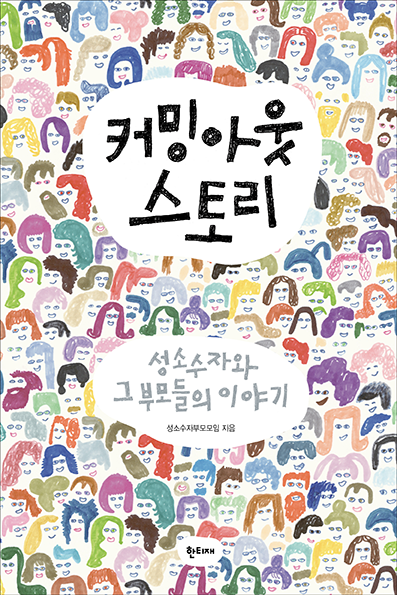 커밍아웃
스토리
성소수자와
그 부모들의 이야기
성소수자부모모임 지음
한티재